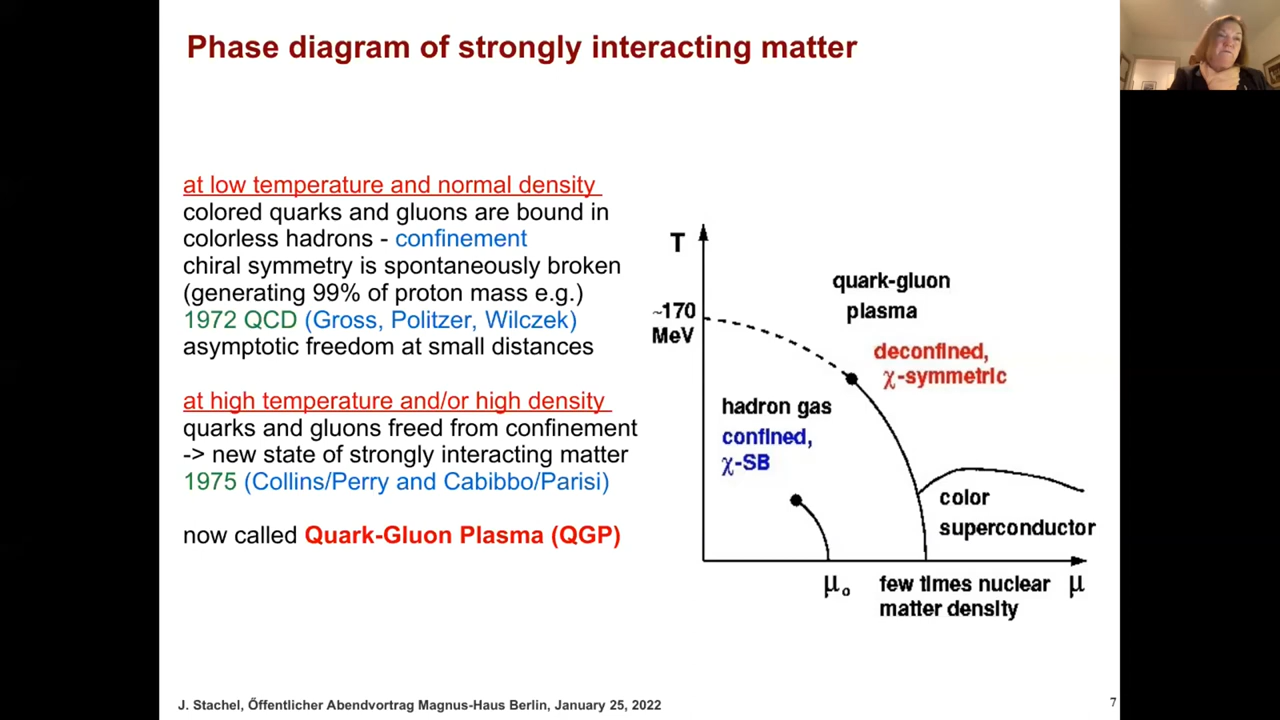 Phase diagram of strongly interacting matter
at low temperature and normal density
colored quarks and gluons are bound in
colorless hadrons - confinement
chiral symmetry is spontaneously broken
(generating 99% of proton mass e.g.)
1972 QCD (Gross, Politzer, Wilczek)
asymptotic freedom at small distances
at high temperature and/or high density
quarks and gluons freed from confinement
-> new state of strongly interacting matter
1975 (Collins/Perry and Cabibbo/Parisi)
now called Quark-Gluon Plasma (QGP)
T
~170
MeV
quark-gluon
plasma
deconfined,
χ-symmetric
hadron gas
confined,
χ-SB
color
superconductor
μₒ
few times nuclear
matter density
μ
J. Stachel, Öffentlicher Abendvortrag Magnus-Haus Berlin, January 25, 2022
7